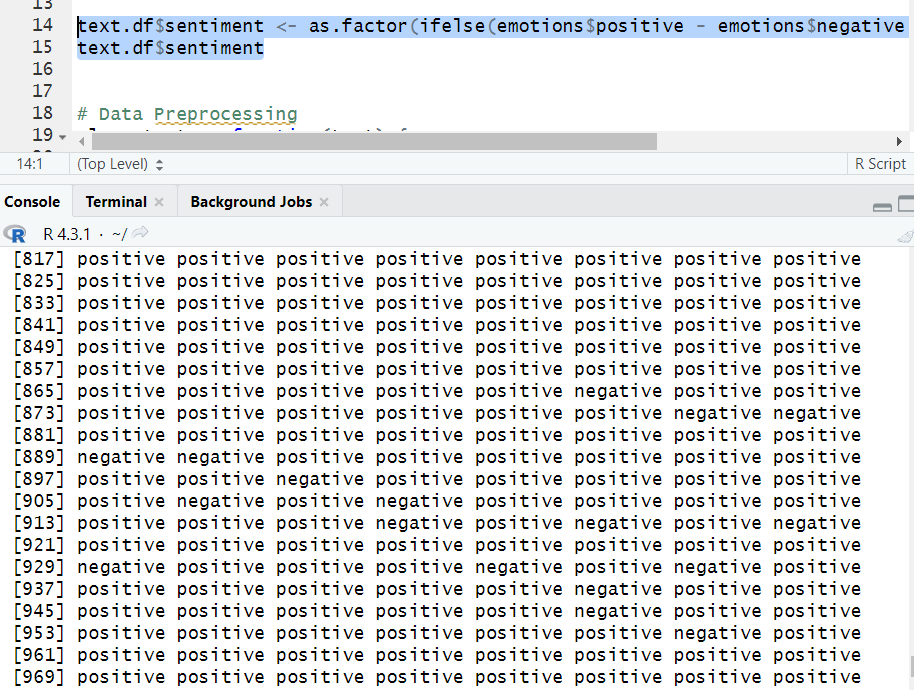 13
14 text.df$sentiment <- as.factor(ifelse(emotions$positive - emotions$negative
15 text.df$sentiment
16
17
18 # Data Preprocessing
19
14:1 (Top Level) R Script
Console Terminal Background Jobs
R 4.3.1 · ~/
[817] positive positive positive positive positive positive positive positive
[825] positive positive positive positive positive positive positive positive
[833] positive positive positive positive positive positive positive positive
[841] positive positive positive positive positive positive positive positive
[849] positive positive positive positive positive positive positive positive
[857] positive positive positive positive positive positive positive positive
[865] positive positive positive positive positive negative positive positive
[873] positive positive positive positive positive positive negative negative
[881] positive positive positive positive positive positive positive positive
[889] negative negative positive positive positive positive positive positive
[897] positive positive negative positive positive positive positive positive
[905] positive negative positive negative positive positive positive positive
[913] positive positive positive negative positive negative positive negative
[921] positive positive positive positive positive positive positive positive
[929] negative positive positive positive negative positive negative positive
[937] positive positive positive positive positive negative positive positive
[945] positive positive positive positive positive negative positive positive
[953] positive positive positive positive positive positive negative positive
[961] positive positive positive positive positive positive positive positive
[969] positive positive positive positive positive positive positive positive